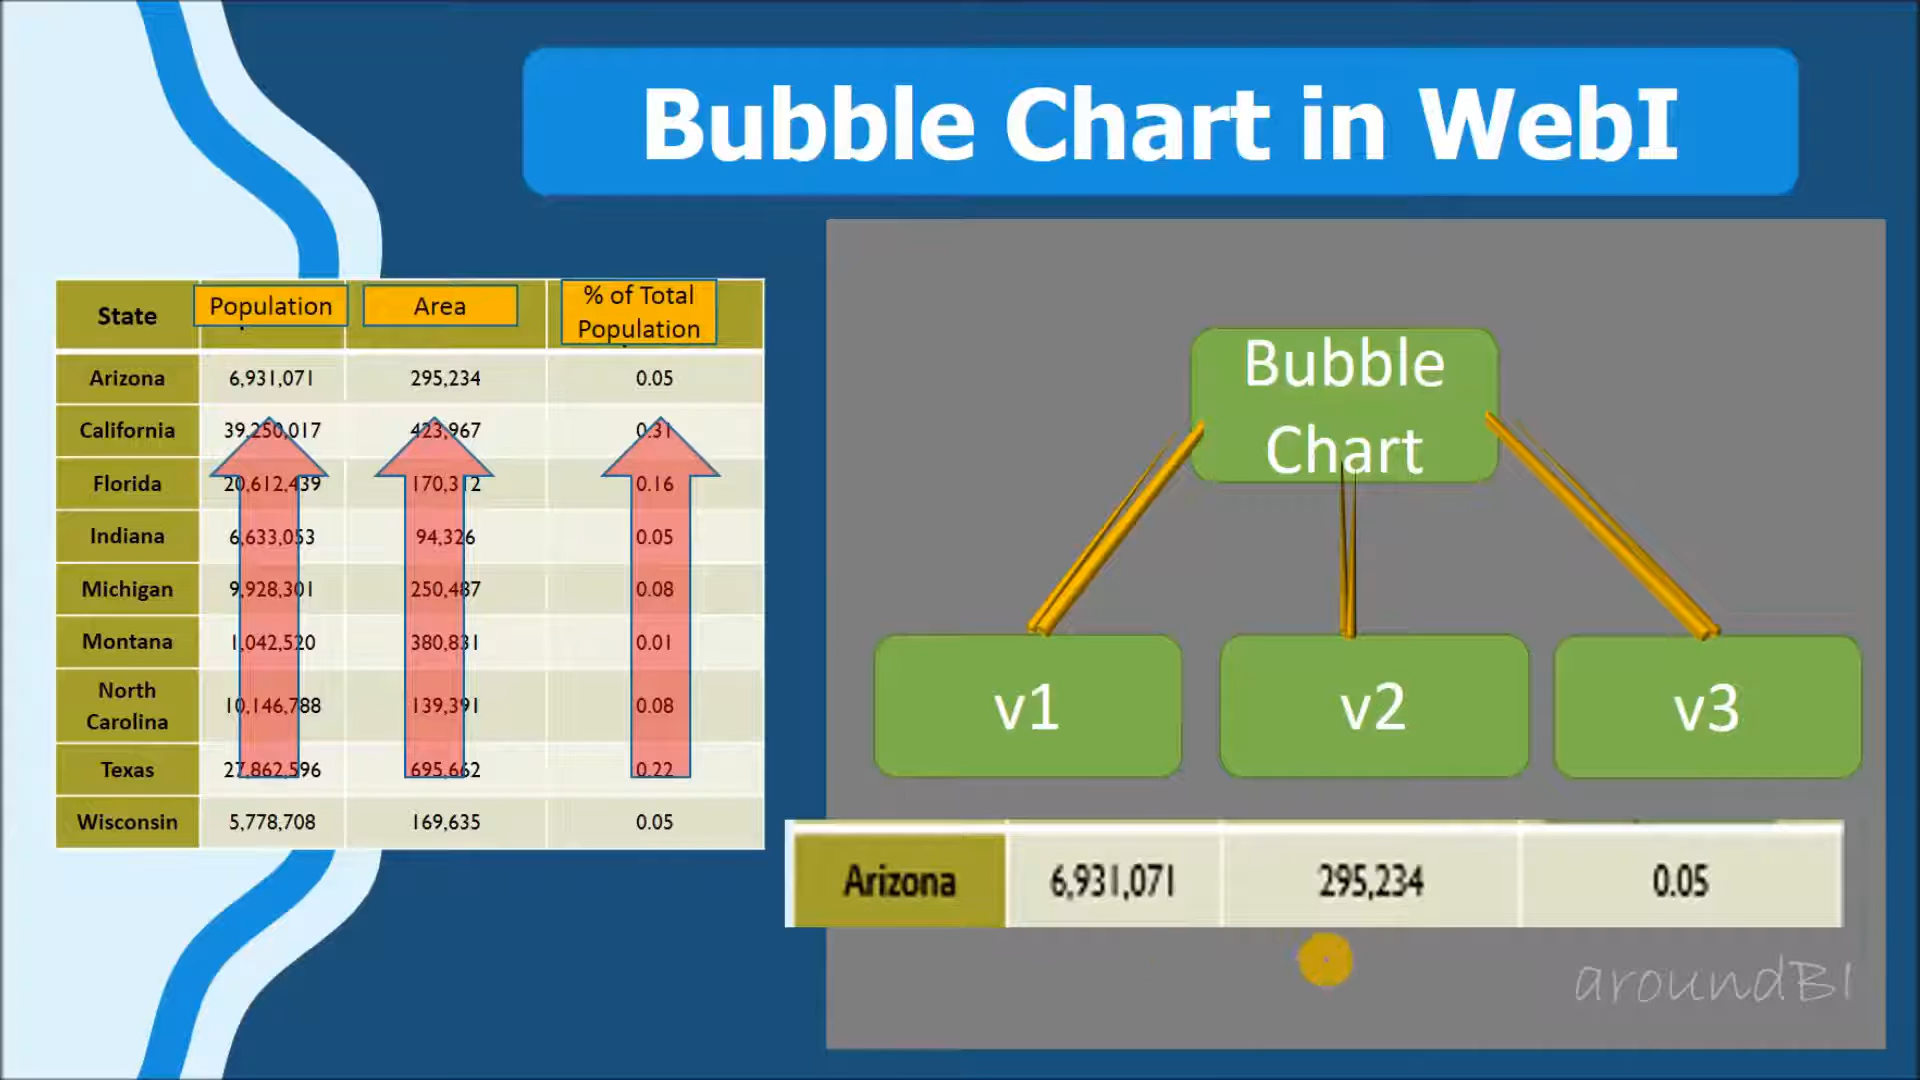 Bubble Chart in WebI
State Population Area % of Total Population
Arizona 6,931,071 295,234 0.05
California 39,250,017 423,967 0.31
Florida 20,612,439 170,312 0.16
Indiana 6,633,053 94,326 0.05
Michigan 9,928,301 250,487 0.08
Montana 1,042,520 380,831 0.01
North Carolina 10,146,788 139,391 0.08
Texas 27,862,596 695,662 0.22
Wisconsin 5,778,708 169,635 0.05
Bubble
Chart
v1 v2 v3
Arizona 6,931,071 295,234 0.05
aroundBI